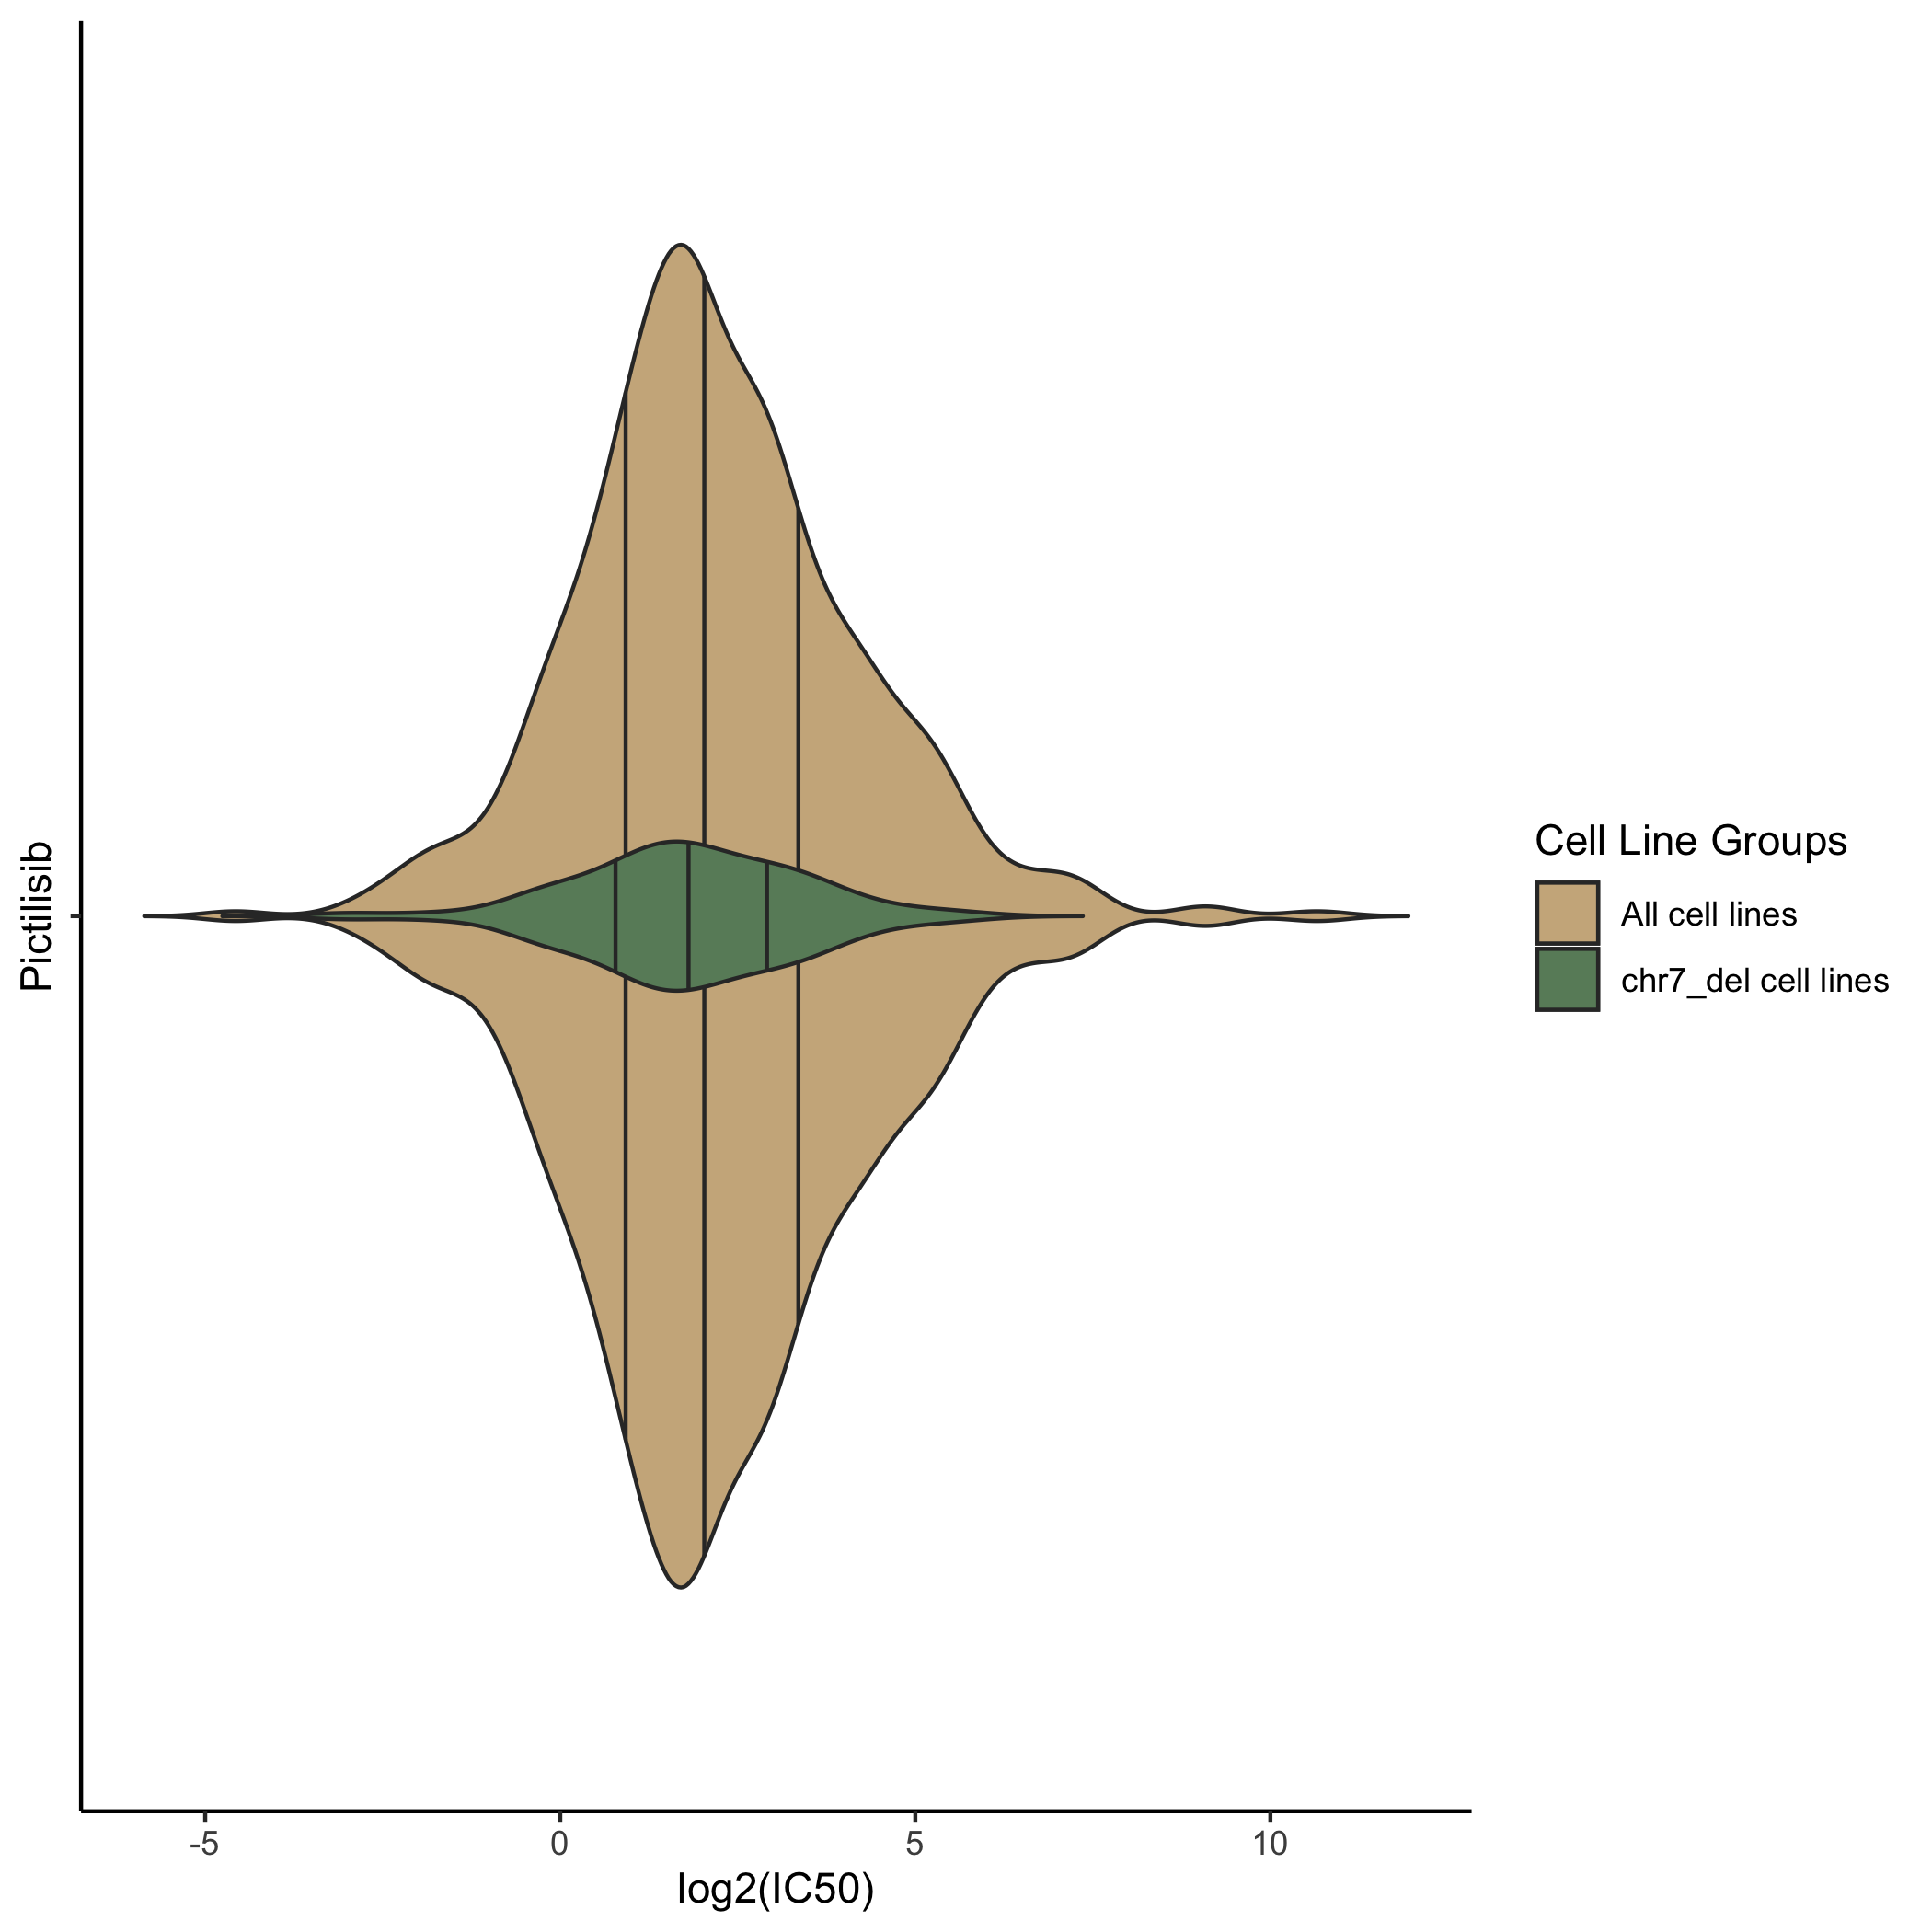 Pictilisib
-5
0
5
10
log2(IC50)
Cell Line Groups
All cell lines
chr7_del cell lines